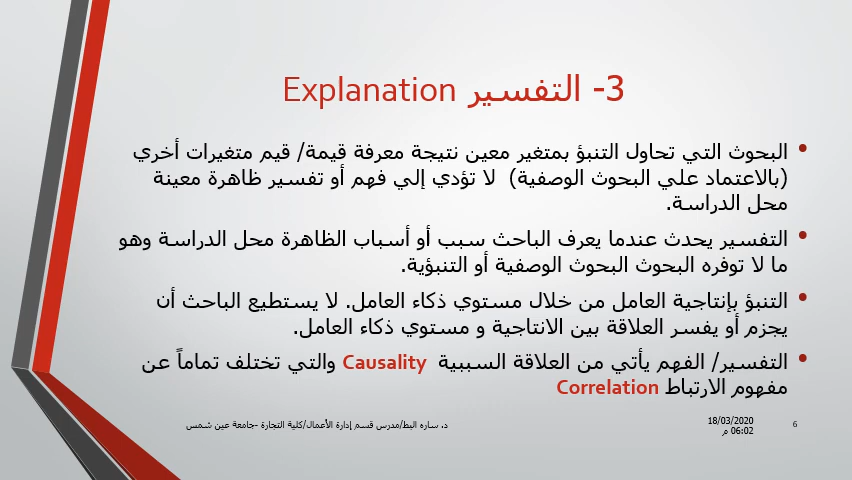 3- التفسير Explanation
• البحوث التي تحاول التنبؤ بمتغير معين نتيجة معرفة قيمة/ قيم متغيرات أخري
(بالاعتماد علي البحوث الوصفية) لا تؤدي إلي فهم أو تفسير ظاهرة معينة
محل الدراسة.
• التفسير يحدث عندما يعرف الباحث سبب أو أسباب الظاهرة محل الدراسة وهو
ما لا توفره البحوث البحوث الوصفية أو التنبؤية.
• التنبؤ بإنتاجية العامل من خلال مستوي ذكاء العامل. لا يستطيع الباحث أن
يجزم أو يفسر العلاقة بين الانتاجية و مستوي ذكاء العامل.
• التفسير/ الفهم يأتي من العلاقة السببية Causality والتي تختلف تماماً عن
مفهوم الارتباط Correlation
6
18/03/2020
06:02 م
د. ساره البط/مدرس قسم إدارة الأعمال/كلية التجارة -جامعة عين شمس